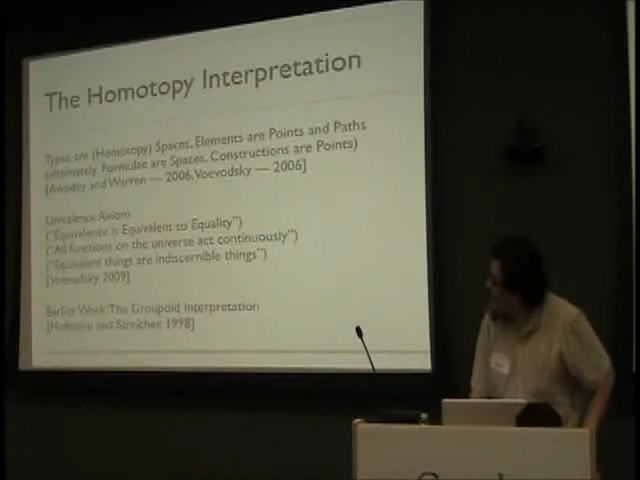 The Homotopy Interpretation
Types are (Homotopy) Spaces, Elements are Points and Paths
(alternately, Formulae are Spaces, Constructions are Points)
[Awodey and Warren — 2006, Voevodsky — 2006]
Univalence Axiom
("Equivalence is Equivalent to Equality")
("All functions on the universe act continuously")
("Equivalent things are indiscernible things")
[Voevodsky 2009]
Earlier Work: The Groupoid Interpretation
[Hofmann and Streicher, 1998]